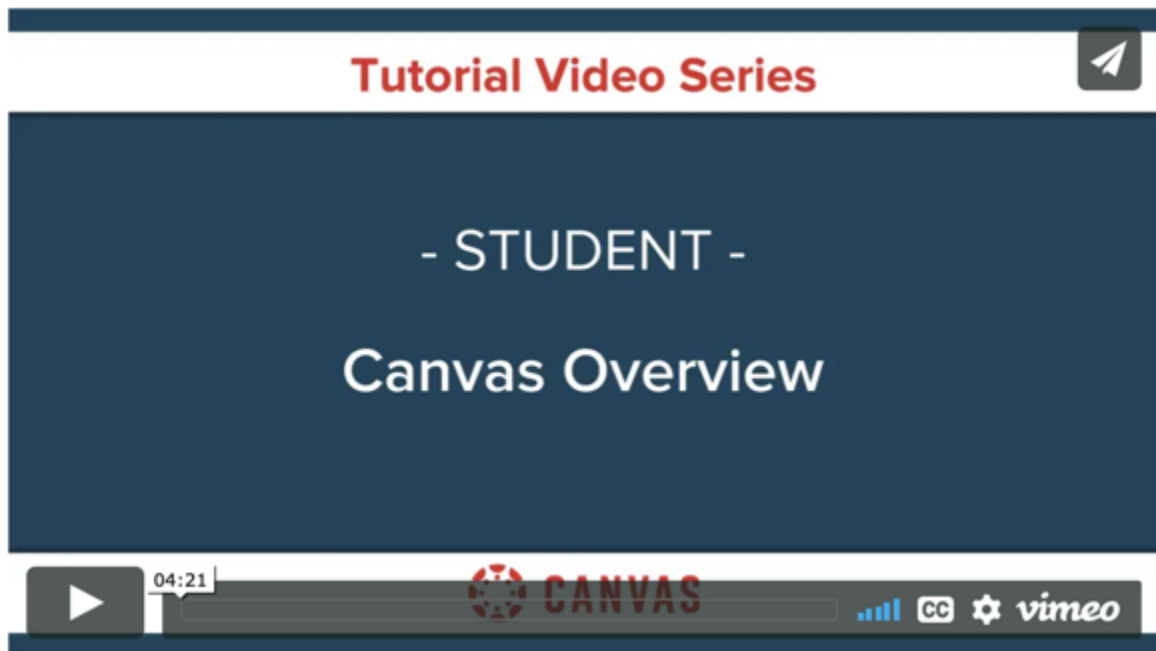 Tutorial Video Series
- STUDENT -
Canvas Overview
04:21
CANVAS
CC
vimeo